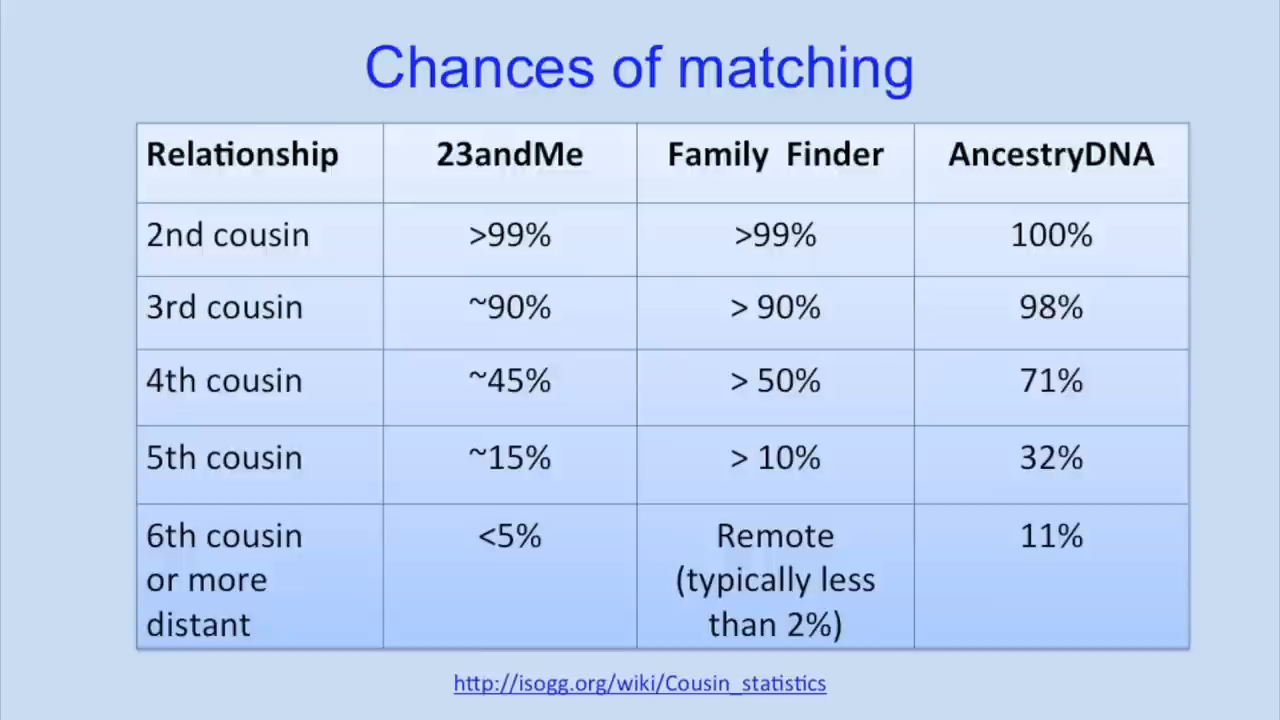 Chances of matching
Relationship 23andMe Family Finder AncestryDNA
2nd cousin >99% >99% 100%
3rd cousin ~90% > 90% 98%
4th cousin ~45% > 50% 71%
5th cousin ~15% > 10% 32%
6th cousin <5% Remote 11%
or more (typically less
distant than 2%)
http://isogg.org/wiki/Cousin_statistics